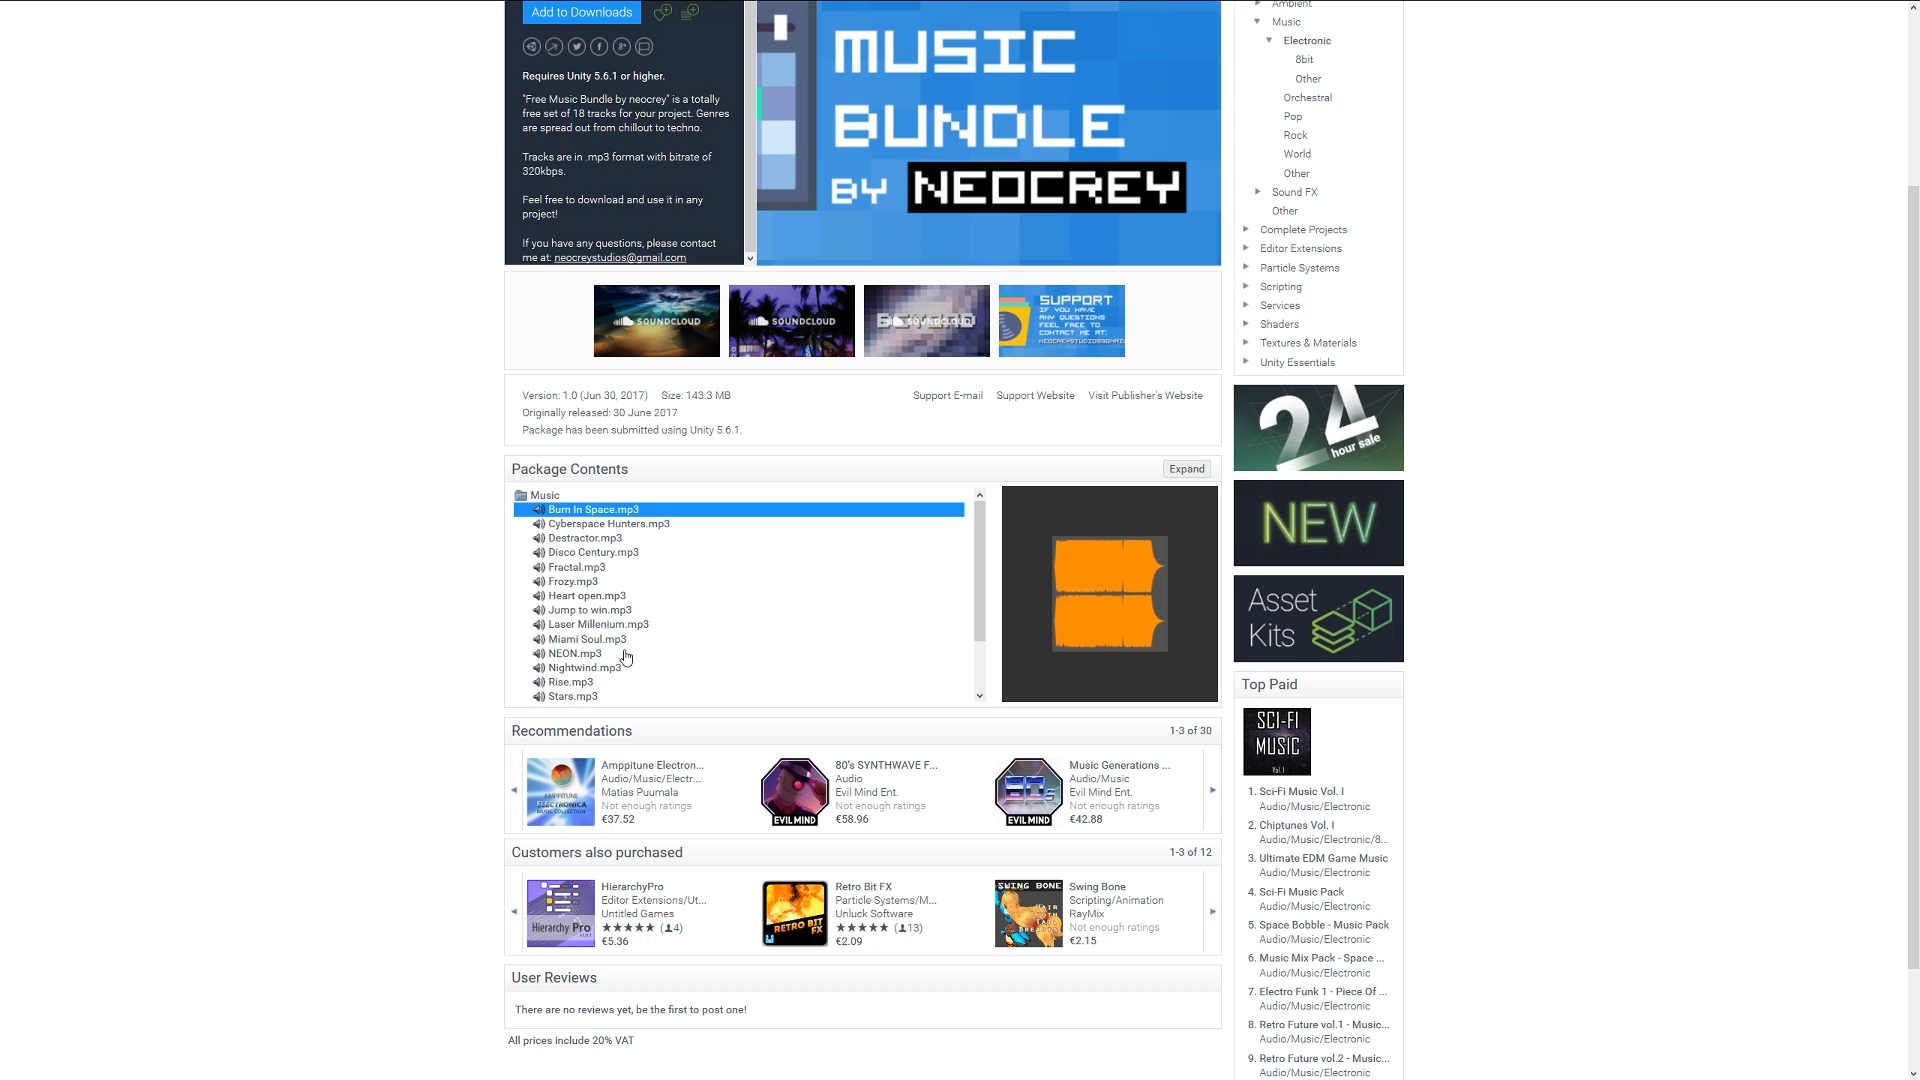 Add to Downloads
Requires Unity 5.6.1 or higher.
"Free Music Bundle by neocrey" is a totally
free set of 18 tracks for your project. Genres
are spread out from chillout to techno.
Tracks are in .mp3 format with bitrate of
320kbps.
Feel free to download and use it in any
project!
If you have any questions, please contact
me at: neocreystudios@gmail.com
MUSIC
BUNDLE
BY NEOCREY
SOUNDCLOUD
SOUNDCLOUD
SOUNDCLOUD
SUPPORT
IF YOU HAVE
ANY QUESTIONS
FEEL FREE TO
CONTACT ME AT:
Version: 1.0 (Jun 30, 2017)
Size: 143.3 MB
Support E-mail
Support Website
Visit Publisher's Website
Originally released: 30 June 2017
Package has been submitted using Unity 5.6.1.
Package Contents
Expand
Music
Burn In Space.mp3
Cyberspace Hunters.mp3
Destractor.mp3
Disco Century.mp3
Fractal.mp3
Frozy.mp3
Heart open.mp3
Jump to win.mp3
Laser Millenium.mp3
Miami Soul.mp3
NEON.mp3
Nightwind.mp3
Rise.mp3
Stars.mp3
Recommendations
1-3 of 30
Amppitune Electron...
Audio/Music/Electr...
Matias Puumala
Not enough ratings
€37.52
AMPPITUNE
ELECTRONICA
MUSIC COLLECTION
80's SYNTHWAVE F...
Audio
Evil Mind Ent.
Not enough ratings
€58.96
EVIL MIND
Music Generations ...
Audio/Music
Evil Mind Ent.
Not enough ratings
€42.88
80s
EVIL MIND
Customers also purchased
1-3 of 12
HierarchyPro
Editor Extensions/Ut...
Untitled Games
★★★★★ (4)
€5.36
Hierarchy Pro
Retro Bit FX
Particle Systems/M...
Unluck Software
★★★★★ (13)
€2.09
RETRO BIT
FX
Swing Bone
Scripting/Animation
RayMix
Not enough ratings
€2.15
SWING BONE
User Reviews
There are no reviews yet, be the first to post one!
All prices include 20% VAT
Ambient
Music
Electronic
8bit
Other
Orchestral
Pop
Rock
World
Other
Sound FX
Other
Complete Projects
Editor Extensions
Particle Systems
Scripting
Services
Shaders
Textures & Materials
Unity Essentials
24
hour sale
NEW
Asset
Kits
Top Paid
SCI-FI
MUSIC
Vol.1
1. Sci-Fi Music Vol. I
Audio/Music/Electronic
2. Chiptunes Vol. I
Audio/Music/Electronic/8...
3. Ultimate EDM Game Music
Audio/Music/Electronic
4. Sci-Fi Music Pack
Audio/Music/Electronic
5. Space Bobble - Music Pack
Audio/Music/Electronic
6. Music Mix Pack - Space ...
Audio/Music/Electronic
7. Electro Funk 1 - Piece Of ...
Audio/Music/Electronic
8. Retro Future vol.1 - Music...
Audio/Music/Electronic
9. Retro Future vol.2 - Music...
Audio/Music/Electronic